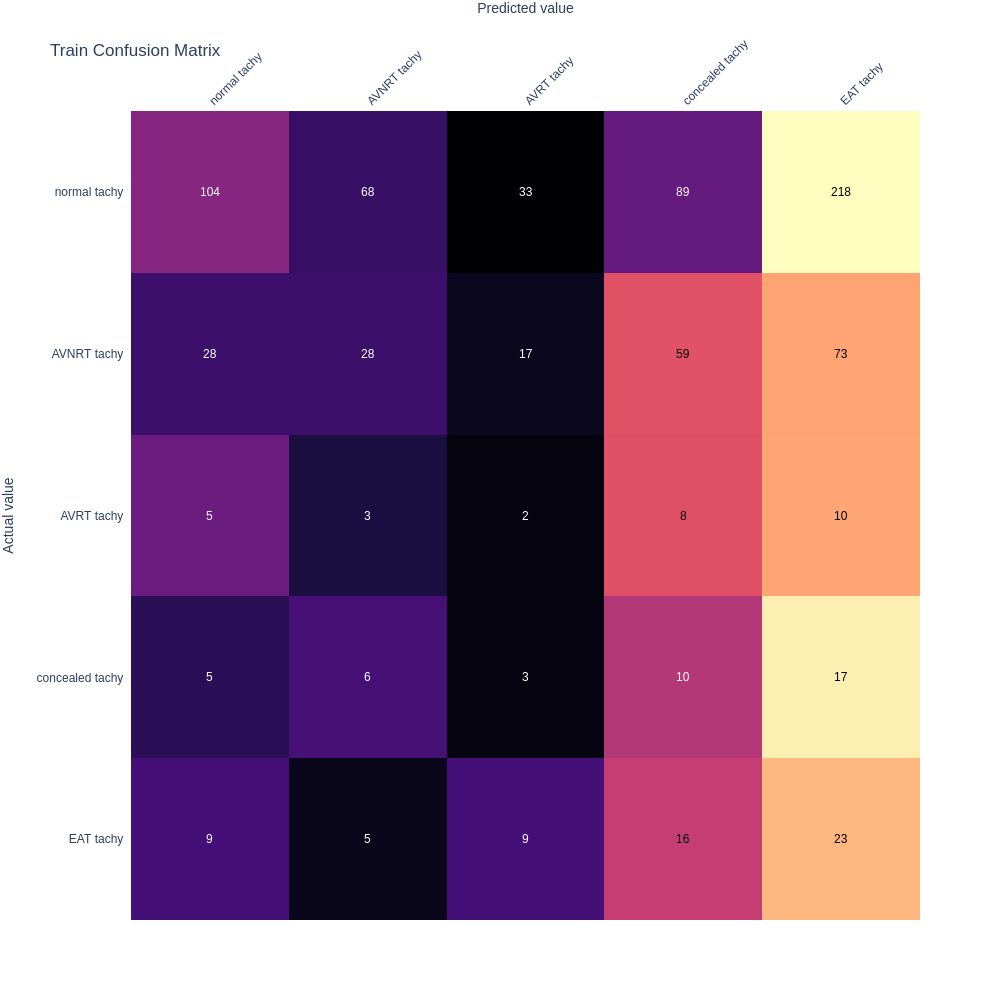 Predicted value
Train Confusion Matrix
normal tachy AVNRT tachy AVRT tachy concealed tachy EAT tachy
normal tachy 104 68 33 89 218
AVNRT tachy 28 28 17 59 73
AVRT tachy 5 3 2 8 10
Actual value
concealed tachy 5 6 3 10 17
EAT tachy 9 5 9 16 23